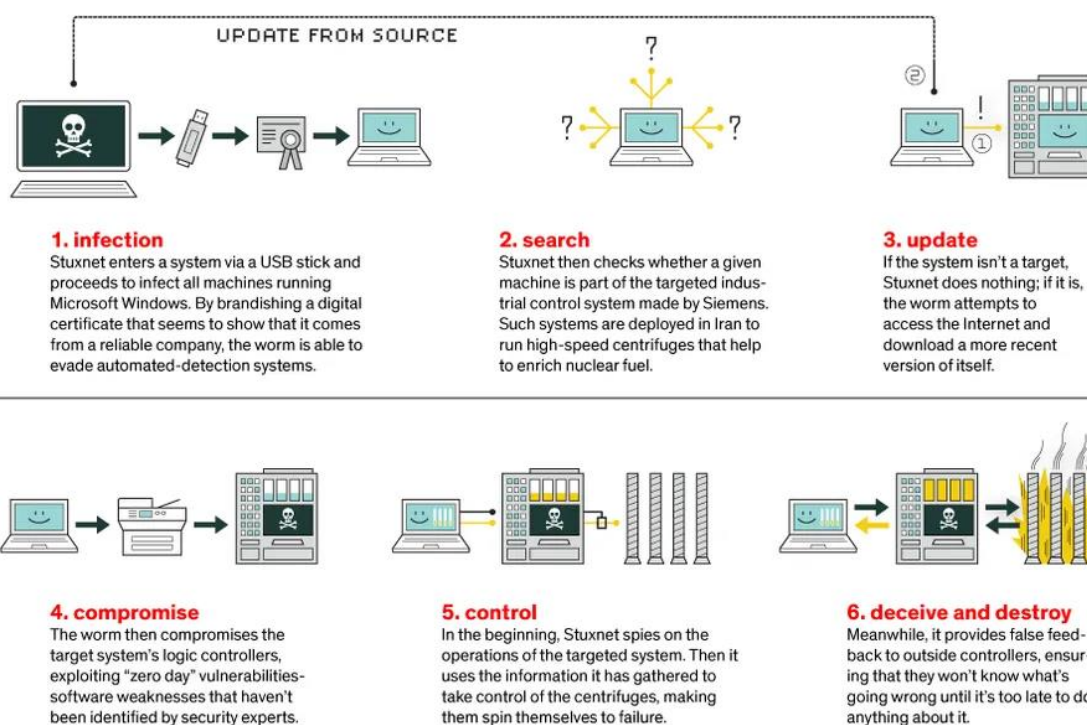 UPDATE FROM SOURCE
?
?
?
2
!
1
1. infection
Stuxnet enters a system via a USB stick and
proceeds to infect all machines running
Microsoft Windows. By brandishing a digital
certificate that seems to show that it comes
from a reliable company, the worm is able to
evade automated-detection systems.
2. search
Stuxnet then checks whether a given
machine is part of the targeted indus-
trial control system made by Siemens.
Such systems are deployed in Iran to
run high-speed centrifuges that help
to enrich nuclear fuel.
3. update
If the system isn't a target,
Stuxnet does nothing; if it is,
the worm attempts to
access the Internet and
download a more recent
version of itself.
4. compromise
The worm then compromises the
target system's logic controllers,
exploiting "zero day" vulnerabilities-
software weaknesses that haven't
been identified by security experts.
5. control
In the beginning, Stuxnet spies on the
operations of the targeted system. Then it
uses the information it has gathered to
take control of the centrifuges, making
them spin themselves to failure.
6. deceive and destroy
Meanwhile, it provides false feed-
back to outside controllers, ensur-
ing that they won't know what's
going wrong until it's too late to do
anything about it.